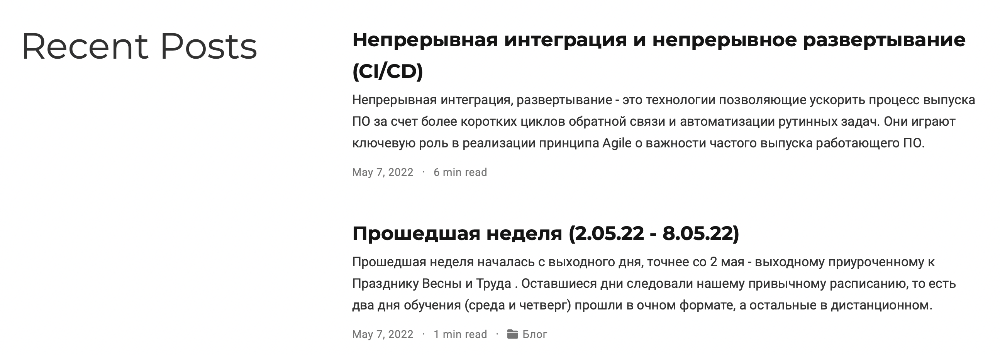 Recent Posts
Непрерывная интеграция и непрерывное развертывание
(CI/CD)
Непрерывная интеграция, развертывание - это технологии позволяющие ускорить процесс выпуска
ПО за счет более коротких циклов обратной связи и автоматизации рутинных задач. Они играют
ключевую роль в реализации принципа Agile о важности частого выпуска работающего ПО.
May 7, 2022 · 6 min read
Прошедшая неделя (2.05.22 - 8.05.22)
Прошедшая неделя началась с выходного дня, точнее со 2 мая - выходному приуроченному к
Празднику Весны и Труда . Оставшиеся дни следовали нашему привычному расписанию, то есть
два дня обучения (среда и четверг) прошли в очном формате, а остальные в дистанционном.
May 7, 2022 · 1 min read · Блог